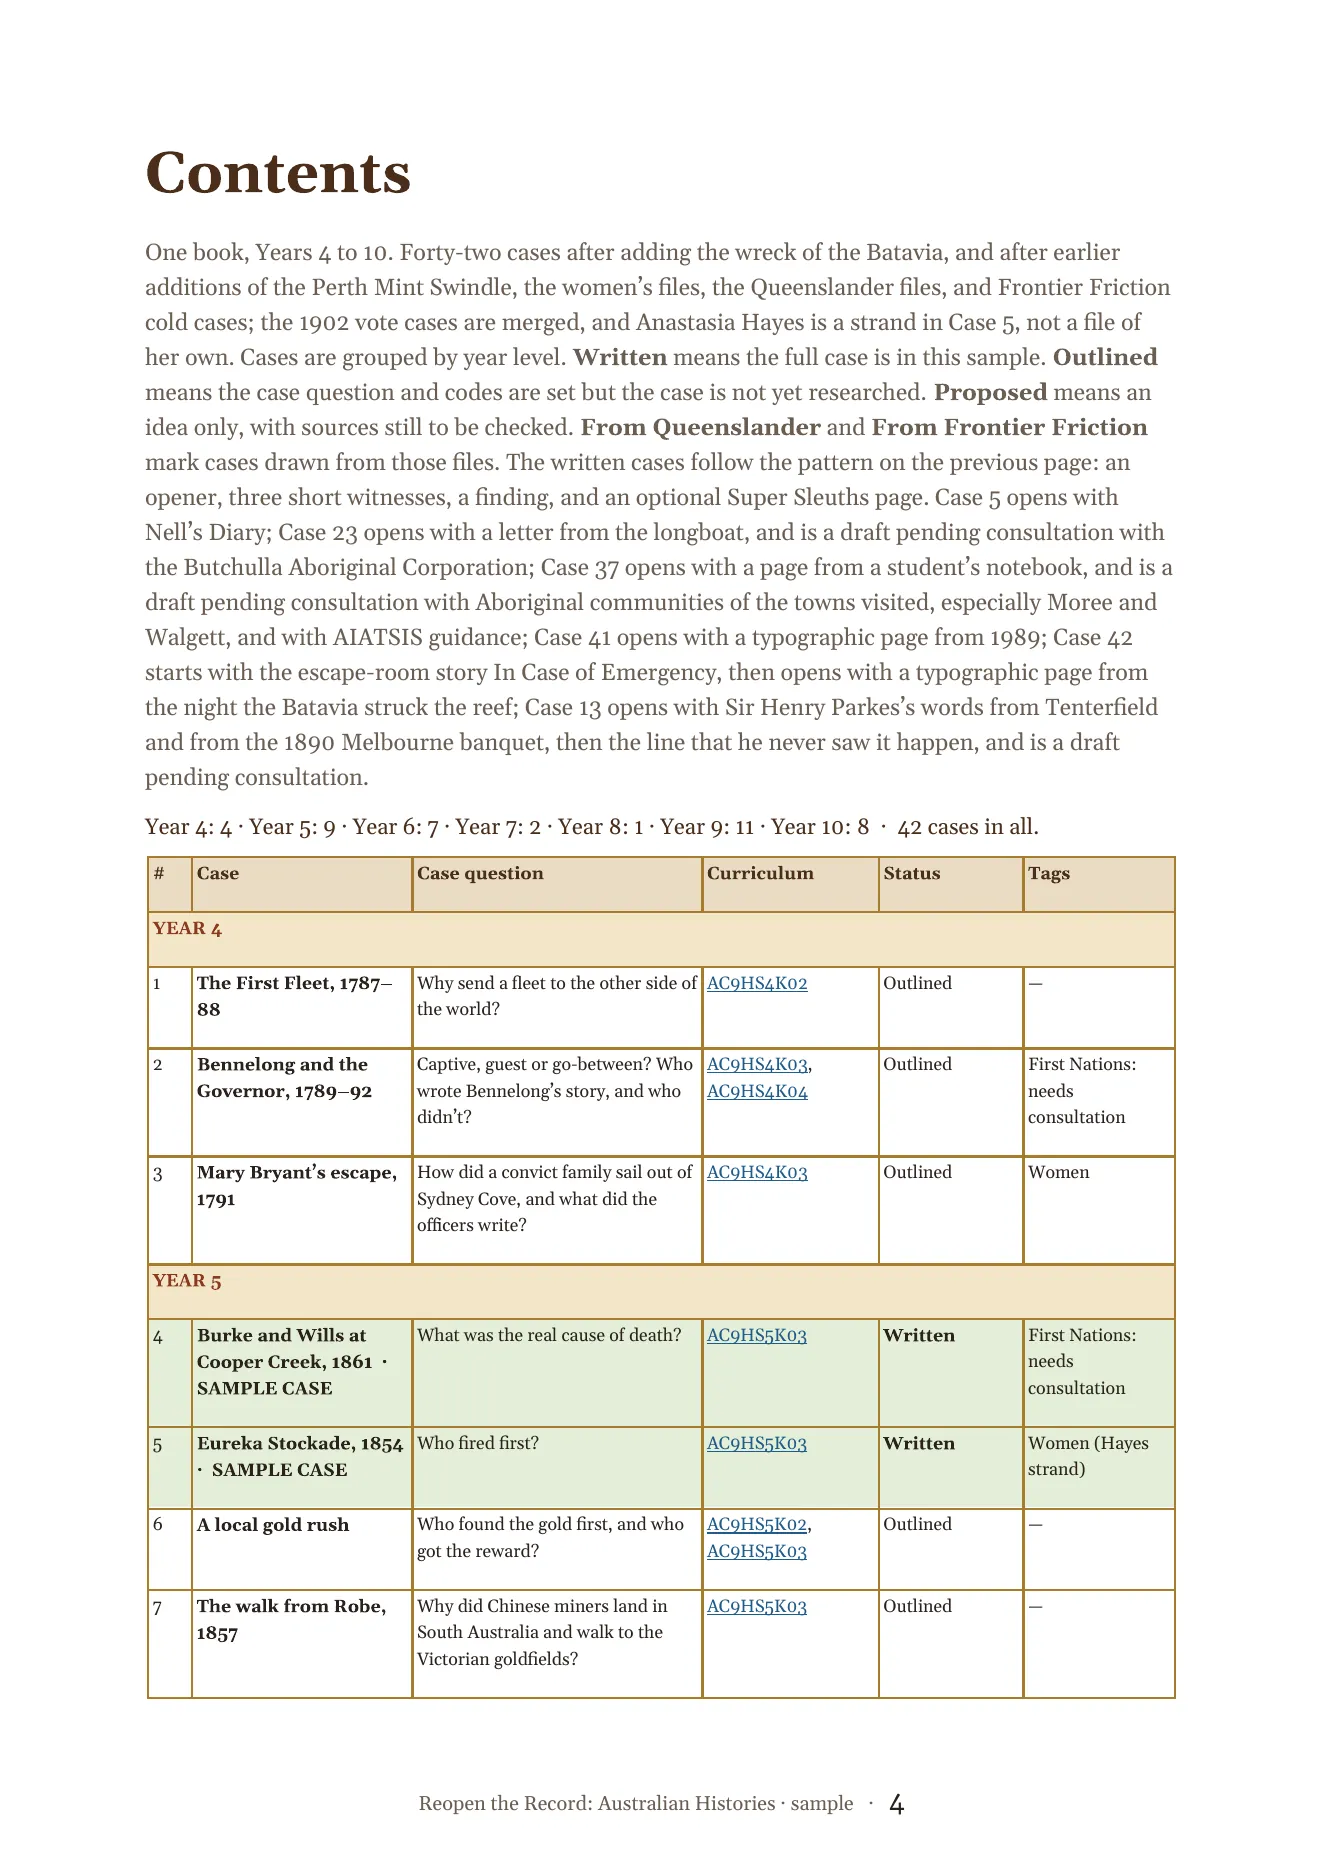 Contents
One book, Years 4 to 10. Forty-two cases after adding the wreck of the Batavia, and after earlier
additions of the Perth Mint Swindle, the women’s files, the Queenslander files, and Frontier Friction
cold cases; the 1902 vote cases are merged, and Anastasia Hayes is a strand in Case 5, not a file of
her own. Cases are grouped by year level. Written means the full case is in this sample. Outlined
means the case question and codes are set but the case is not yet researched. Proposed means an
idea only, with sources still to be checked. From Queenslander and From Frontier Friction
mark cases drawn from those files. The written cases follow the pattern on the previous page: an
opener, three short witnesses, a finding, and an optional Super Sleuths page. Case 5 opens with
Nell’s Diary; Case 23 opens with a letter from the longboat, and is a draft pending consultation with
the Butchulla Aboriginal Corporation; Case 37 opens with a page from a student’s notebook, and is a
draft pending consultation with Aboriginal communities of the towns visited, especially Moree and
Walgett, and with AIATSIS guidance; Case 41 opens with a typographic page from 1989; Case 42
starts with the escape-room story In Case of Emergency, then opens with a typographic page from
the night the Batavia struck the reef; Case 13 opens with Sir Henry Parkes’s words from Tenterfield
and from the 1890 Melbourne banquet, then the line that he never saw it happen, and is a draft
pending consultation.
Year 4: 4 · Year 5: 9 · Year 6: 7 · Year 7: 2 · Year 8: 1 · Year 9: 11 · Year 10: 8 · 42 cases in all.
# Case Case question Curriculum Status Tags
YEAR 4
1 The First Fleet, 1787– Why send a fleet to the other side of AC9HS4K02 Outlined —
88 the world?
2 Bennelong and the Captive, guest or go-between? Who AC9HS4K03, Outlined First Nations:
Governor, 1789–92 wrote Bennelong’s story, and who AC9HS4K04 needs
didn’t? consultation
3 Mary Bryant’s escape, How did a convict family sail out of AC9HS4K03 Outlined Women
1791 Sydney Cove, and what did the
officers write?
YEAR 5
4 Burke and Wills at What was the real cause of death? AC9HS5K03 Written First Nations:
Cooper Creek, 1861 · needs
SAMPLE CASE consultation
5 Eureka Stockade, 1854 Who fired first? AC9HS5K03 Written Women (Hayes
· SAMPLE CASE strand)
6 A local gold rush Who found the gold first, and who AC9HS5K02, Outlined —
got the reward? AC9HS5K03
7 The walk from Robe, Why did Chinese miners land in AC9HS5K03 Outlined —
1857 South Australia and walk to the
Victorian goldfields?
Reopen the Record: Australian Histories · sample · 4